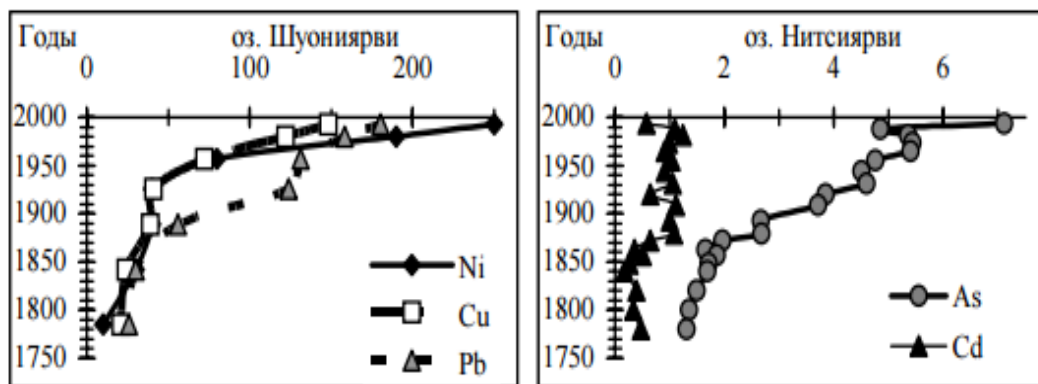 Годы оз. Шуониярви
0 100 200
2000
1950
1900
1850
1800
1750
Ni
Cu
Pb
Годы оз. Нитсиярви
0 2 4 6
2000
1950
1900
1850
1800
1750
As
Cd